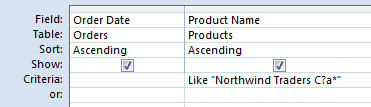 Field: Order Date Product Name
Table: Orders Products
Sort: Ascending Ascending
Show:
Criteria: Like "Northwind Traders C?a*"
or: